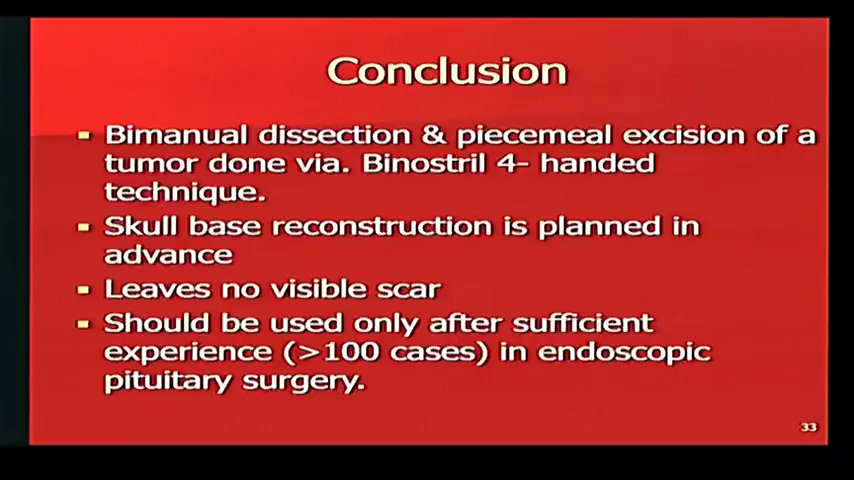 Conclusion
Bimanual dissection & piecemeal excision of a
tumor done via. Binostril 4- handed
technique.
Skull base reconstruction is planned in
advance
Leaves no visible scar
Should be used only after sufficient
experience (>100 cases) in endoscopic
pituitary surgery.
33